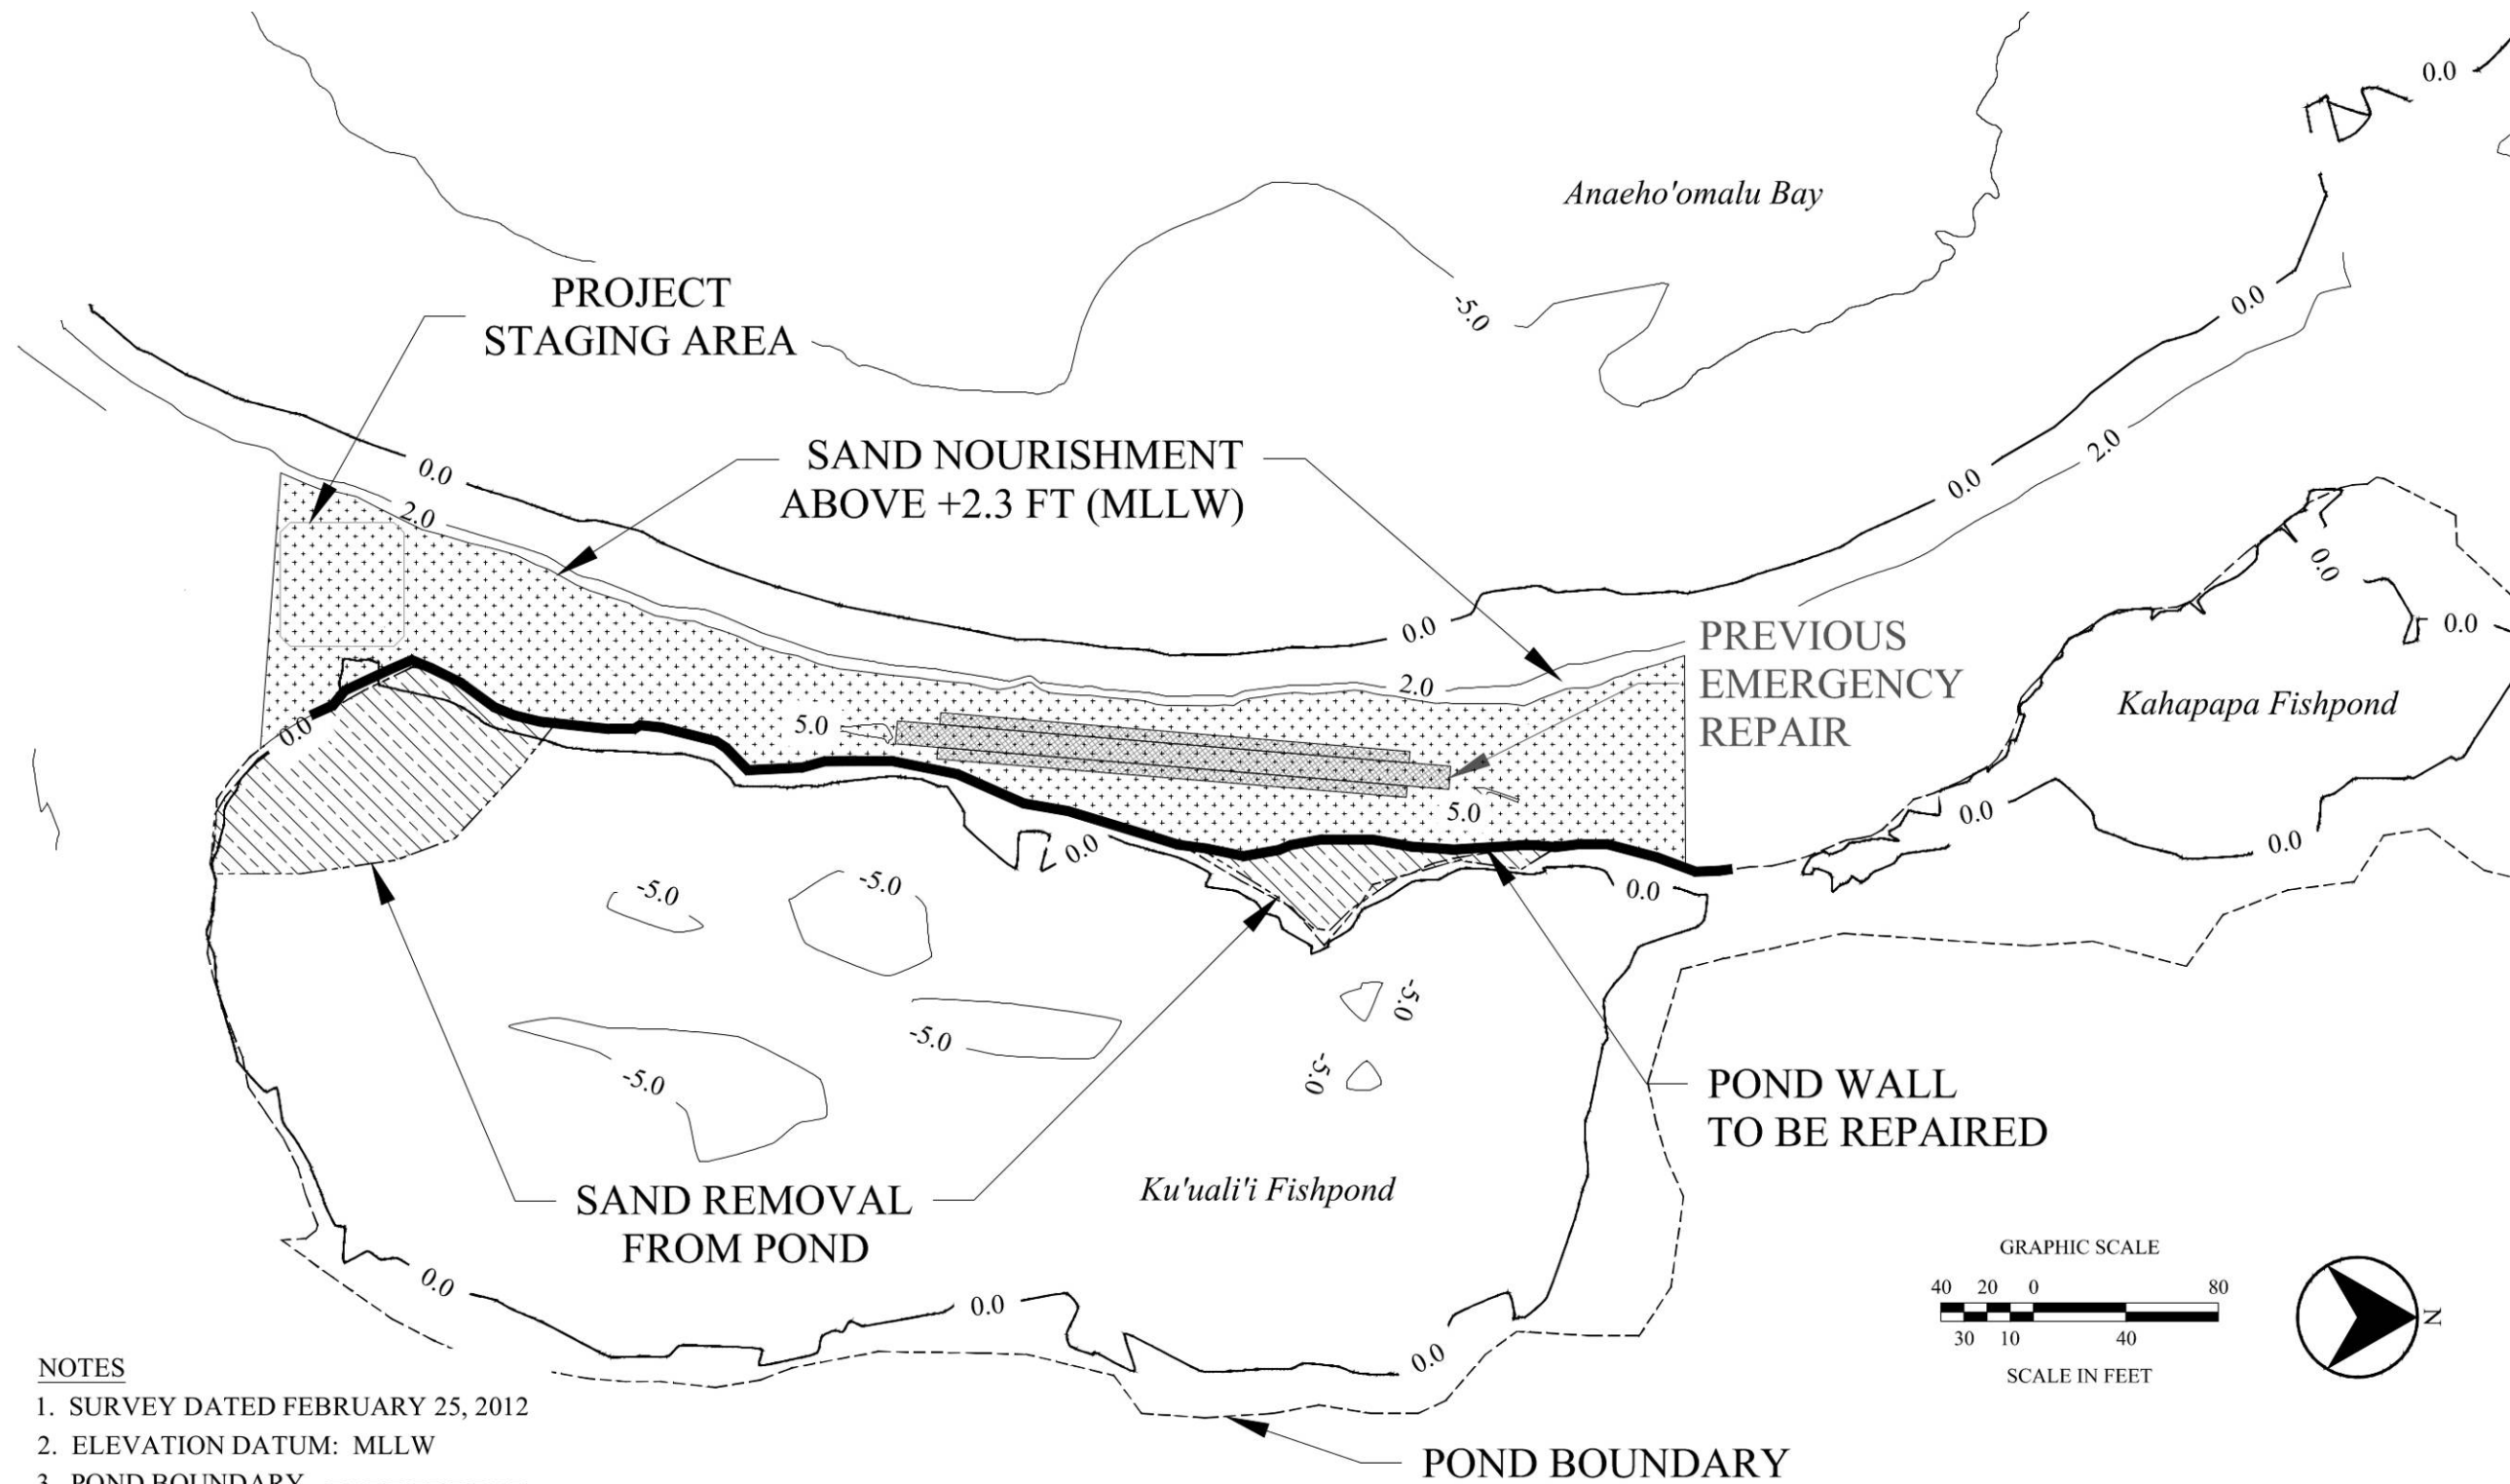 0.0
Anaeho'omalu Bay
PROJECT
STAGING AREA
-5.0
0.0
2.0
SAND NOURISHMENT
ABOVE +2.3 FT (MLLW)
0.0
0.0
2.0
0.0
0.0
0.0
PREVIOUS
EMERGENCY
REPAIR
2.0
Kahapapa Fishpond
0.0
5.0
5.0
0.0
0.0
0.0
-5.0
-5.0
0.0
-5.0
-5.0
-5.0
-5.0
POND WALL
TO BE REPAIRED
SAND REMOVAL
FROM POND
Ku'uali'i Fishpond
0.0
0.0
0.0
GRAPHIC SCALE
40 20 0 80
30 10 40
SCALE IN FEET
N
NOTES
1. SURVEY DATED FEBRUARY 25, 2012
2. ELEVATION DATUM: MLLW
3. POND BOUNDARY
POND BOUNDARY